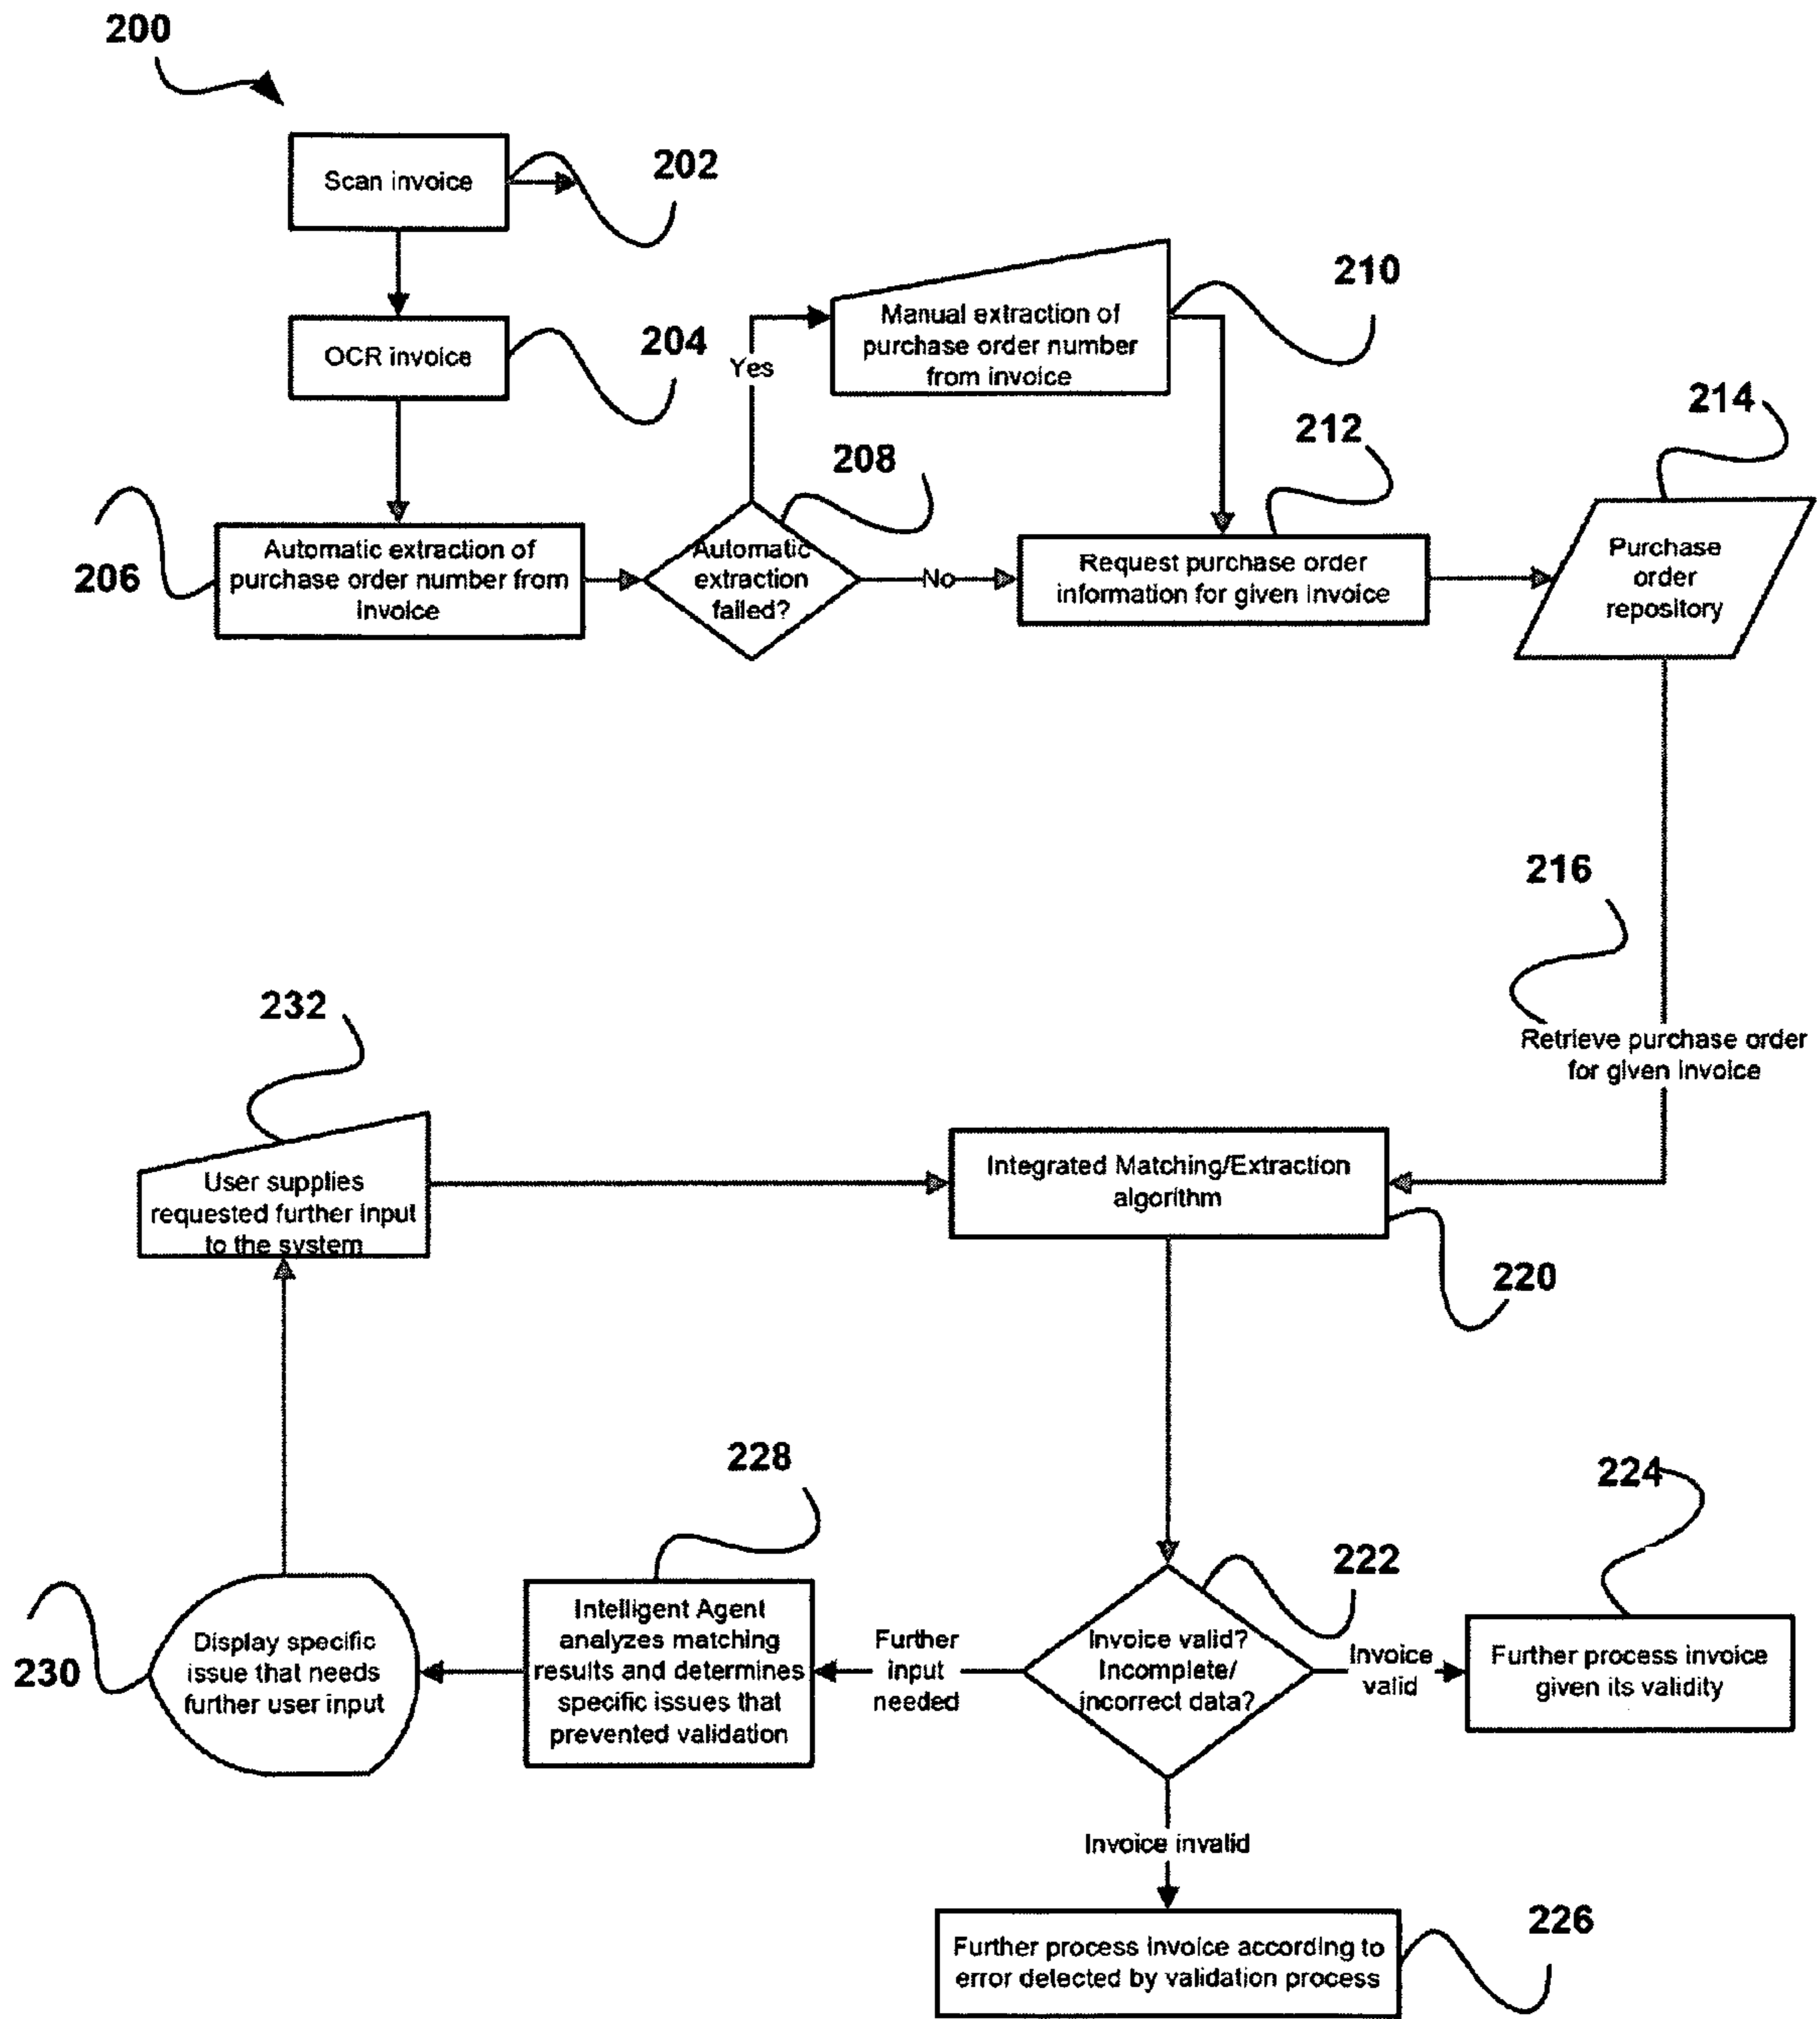 200
Scan invoice
202
OCR invoice
204
206
Automatic extraction of
purchase order number from
invoice
208
Automatic
extraction
failed?
Yes
No
210
Manual extraction of
purchase order number
from invoice
212
Request purchase order
information for given invoice
214
Purchase
order
repository
216
Retrieve purchase order
for given invoice
232
User supplies
requested further input
to the system
Integrated Matching/Extraction
algorithm
220
222
Invoice valid?
Incomplete/
incorrect data?
Invoice
valid
224
Further process invoice
given its validity
Further
input
needed
228
Intelligent Agent
analyzes matching
results and determines
specific issues that
prevented validation
230
Display specific
issue that needs
further user input
Invoice invalid
226
Further process invoice according to
error detected by validation process